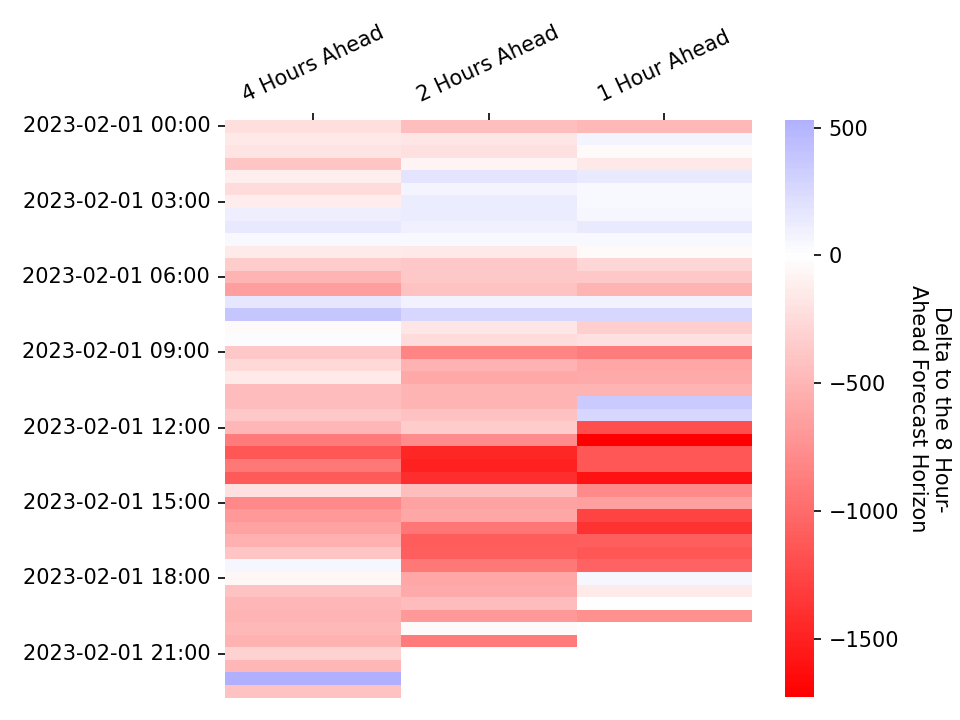 4 Hours Ahead
2 Hours Ahead
1 Hour Ahead
2023-02-01 00:00
2023-02-01 03:00
2023-02-01 06:00
2023-02-01 09:00
2023-02-01 12:00
2023-02-01 15:00
2023-02-01 18:00
2023-02-01 21:00
500
0
−500
−1000
−1500
Delta to the 8 Hour-
Ahead Forecast Horizon